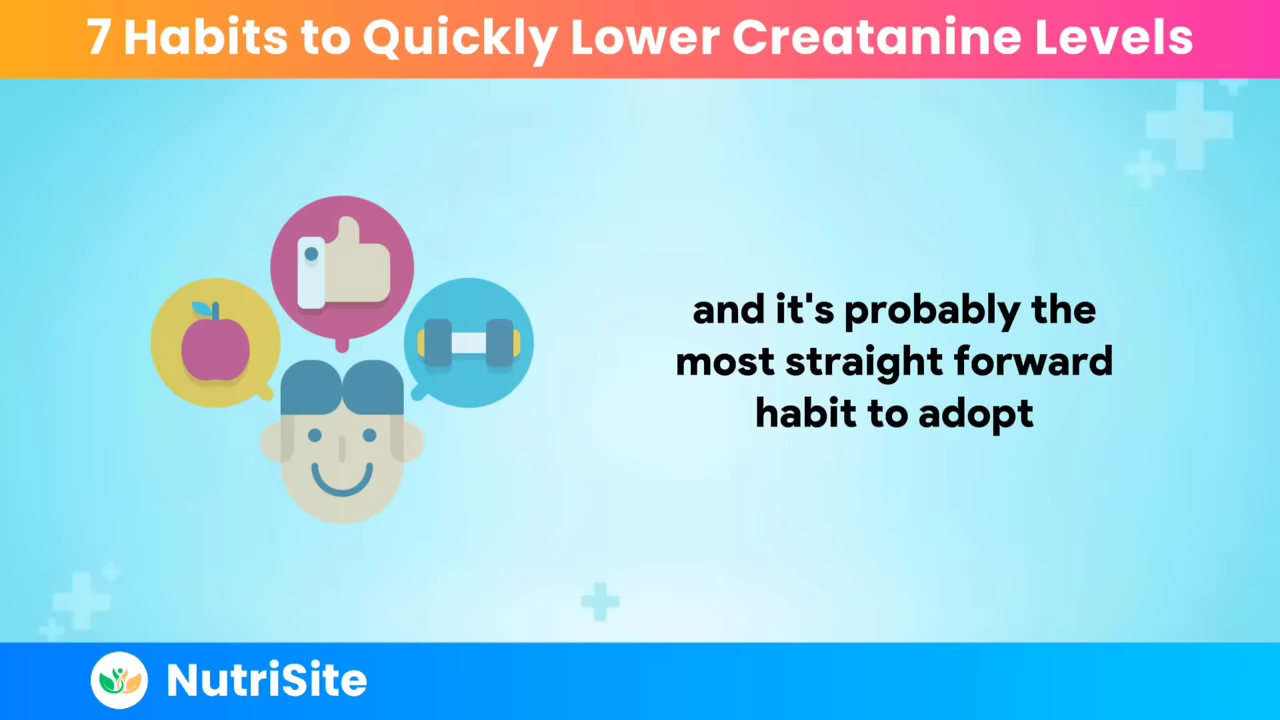 7 Habits to Quickly Lower Creatanine Levels
and it's probably the
most straight forward
habit to adopt
NutriSite